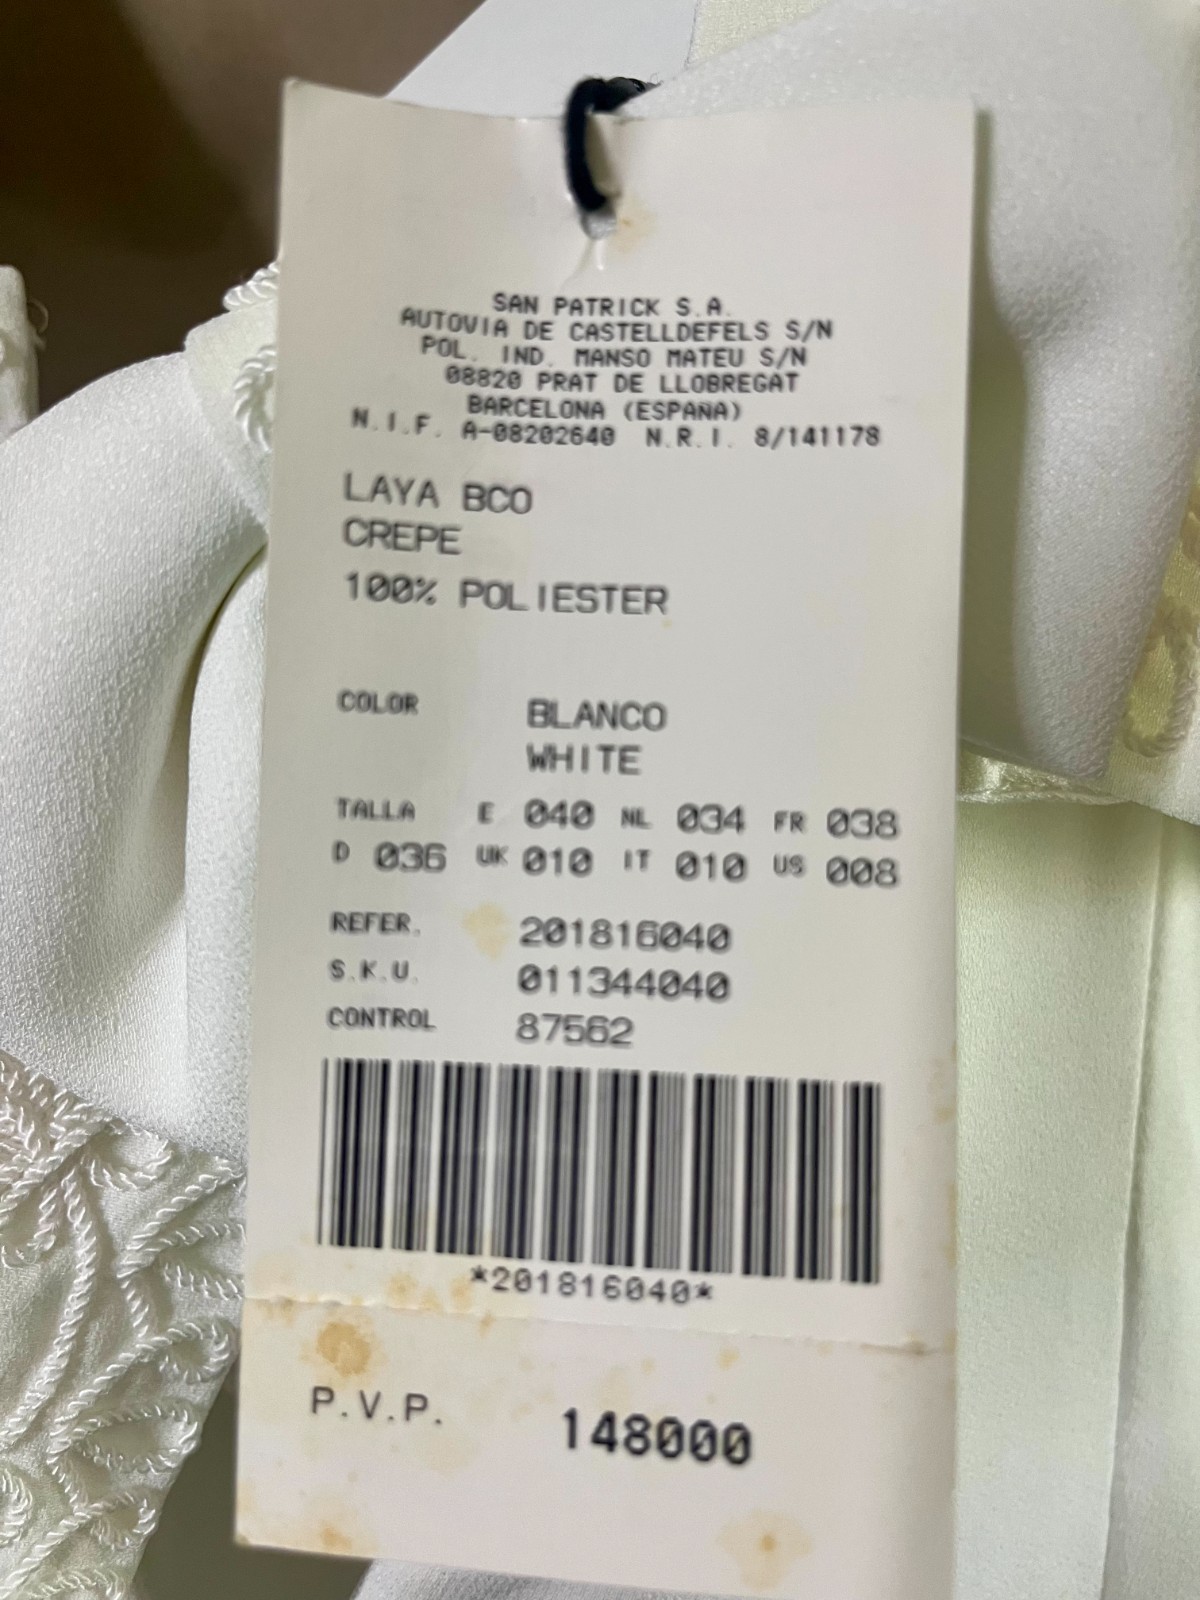 SAN PATRICK S.A.
AUTOVIA DE CASTELLDEFELS S/N
POL. IND. MANSO MATEU S/N
08820 PRAT DE LLOBREGAT
BARCELONA (ESPAÑA)
N.I.F. A-08202640 N.R.I. 8/141178
LAYA BCO
CREPE
100% POLIESTER
COLOR BLANCO
WHITE
TALLA E 040 NL 034 FR 038
D 036 UK 010 IT 010 US 008
REFER. 201816040
S.K.U. 011344040
CONTROL 87562
*201816040*
P.V.P. 148000